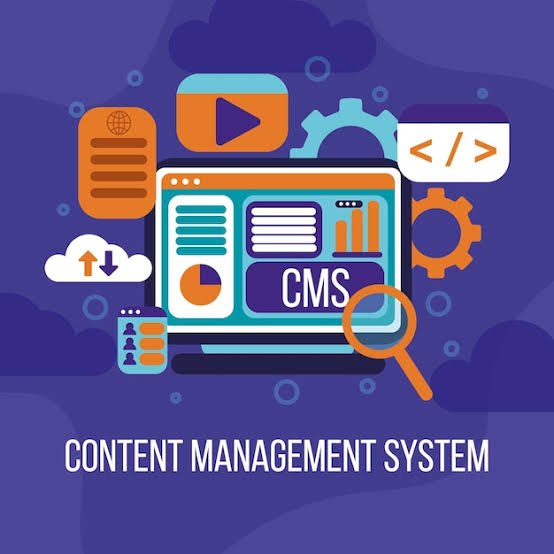 </>
CMS
CONTENT MANAGEMENT SYSTEM